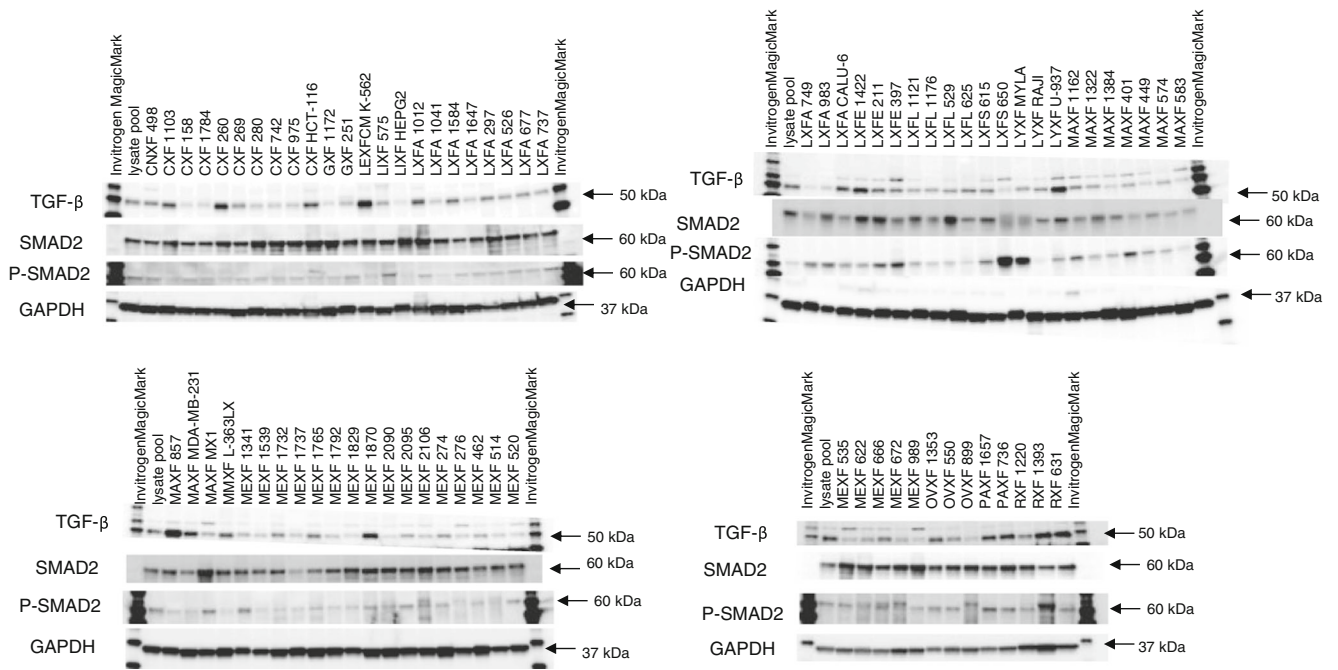 Invitrogen MagicMark
lysate pool
CNXF 498
CXF 1103
CXF 158
CXF 1784
CXF 260
CXF 269
CXF 280
CXF 742
CXF 975
CXF HCT-116
GXF 1172
GXF 251
LEXFCM K-562
LIXF 575
LIXF HEPG2
LXFA 1012
LXFA 1041
LXFA 1584
LXFA 1647
LXFA 297
LXFA 526
LXFA 677
LXFA 737
InvitrogenMagicMark
TGF-β
50 kDa
SMAD2
60 kDa
P-SMAD2
60 kDa
GAPDH
37 kDa
InvitrogenMagicMark
lysate pool
LXFA 749
LXFA 983
LXFA CALU-6
LXFE 1422
LXFE 211
LXFE 397
LXFL 1121
LXFL 1176
LXFL 529
LXFL 625
LXFS 615
LXFS 650
LYXF MYLA
LYXF RAJI
LYXF U-937
MAXF 1162
MAXF 1322
MAXF 1384
MAXF 401
MAXF 449
MAXF 574
MAXF 583
InvitrogenMagicMark
TGF-β
50 kDa
SMAD2
60 kDa
P-SMAD2
60 kDa
GAPDH
37 kDa
InvitrogenMagicMark
lysate pool
MAXF 857
MAXF MDA-MB-231
MAXF MX1
MMXF L-363LX
MEXF 1341
MEXF 1539
MEXF 1732
MEXF 1737
MEXF 1765
MEXF 1792
MEXF 1829
MEXF 1870
MEXF 2090
MEXF 2095
MEXF 2106
MEXF 274
MEXF 276
MEXF 462
MEXF 514
MEXF 520
InvitrogenMagicMark
TGF-β
50 kDa
SMAD2
60 kDa
P-SMAD2
60 kDa
GAPDH
37 kDa
InvitrogenMagicMark
lysate pool
MEXF 535
MEXF 622
MEXF 666
MEXF 672
MEXF 989
OVXF 1353
OVXF 550
OVXF 899
PAXF 1657
PAXF 736
RXF 1220
RXF 1393
RXF 631
InvitrogenMagicMark
TGF-β
50 kDa
SMAD2
60 kDa
P-SMAD2
60 kDa
GAPDH
37 kDa